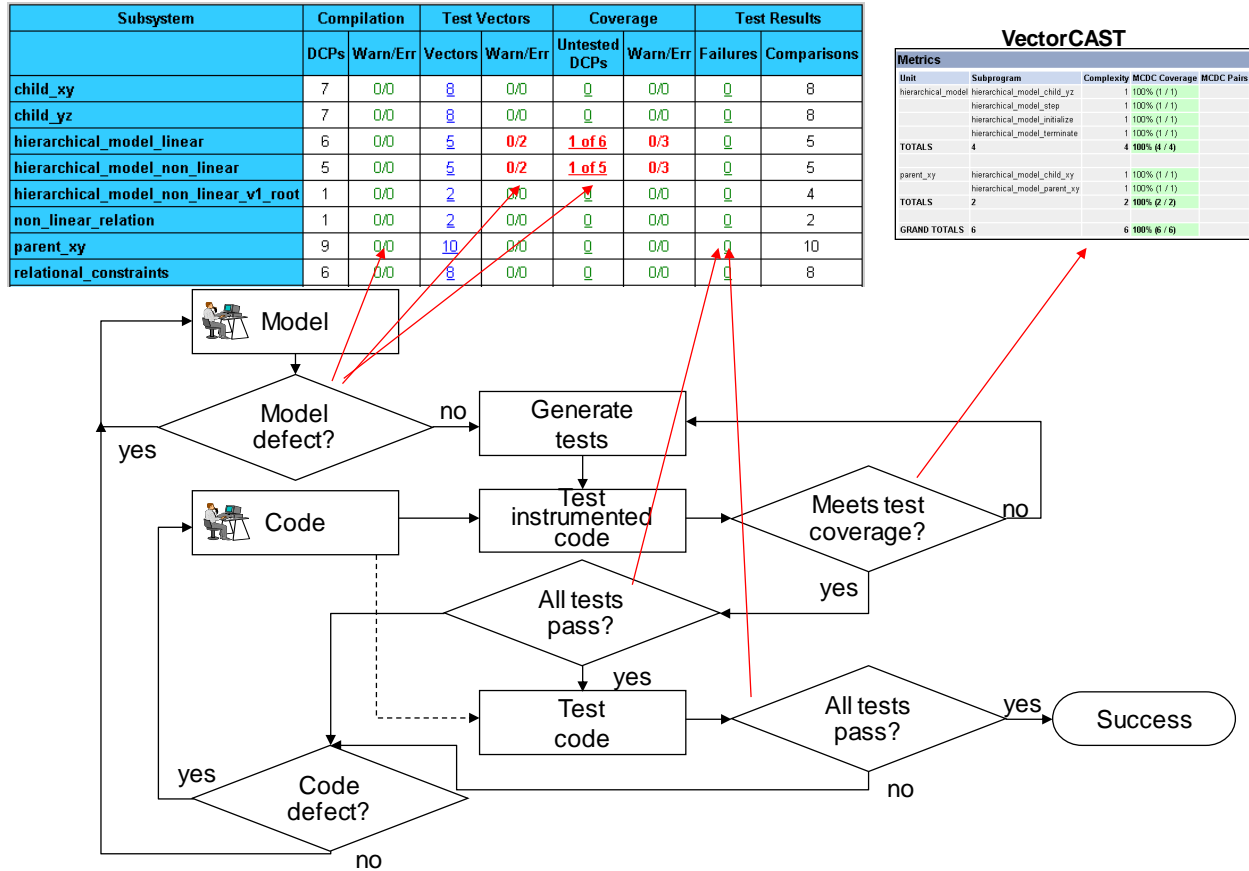 Subsystem Compilation Test Vectors Coverage Test Results
DCPs Warn/Err Vectors Warn/Err Untested DCPs Warn/Err Failures Comparisons
child_xy 7 0/0 8 0/0 0 0/0 0 8
child_yz 7 0/0 8 0/0 0 0/0 0 8
hierarchical_model_linear 6 0/0 5 0/2 1 of 6 0/3 0 5
hierarchical_model_non_linear 5 0/0 5 0/2 1 of 5 0/3 0 5
hierarchical_model_non_linear_v1_root 1 0/0 2 0/0 0 0/0 0 4
non_linear_relation 1 0/0 2 0/0 0 0/0 0 2
parent_xy 9 0/0 10 0/0 0 0/0 0 10
relational_constraints 6 0/0 8 0/0 0 0/0 0 8
VectorCAST
Metrics
Unit Subprogram Complexity MCDC Coverage MCDC Pairs
hierarchical_model hierarchical_model_child_yz 1 100% (1 / 1)
hierarchical_model_step 1 100% (1 / 1)
hierarchical_model_initialize 1 100% (1 / 1)
hierarchical_model_terminate 1 100% (1 / 1)
TOTALS 4 4 100% (4 / 4)
parent_xy hierarchical_model_child_xy 1 100% (1 / 1)
hierarchical_model_parent_xy 1 100% (1 / 1)
TOTALS 2 2 100% (2 / 2)
GRAND TOTALS 6 6 100% (6 / 6)
Model
Model
defect?
yes
no
Generate
tests
Code
Test
instrumented
code
Meets test
coverage?
no
yes
All tests
pass?
yes
Test
code
All tests
pass?
yes
Success
no
Code
defect?
yes
no